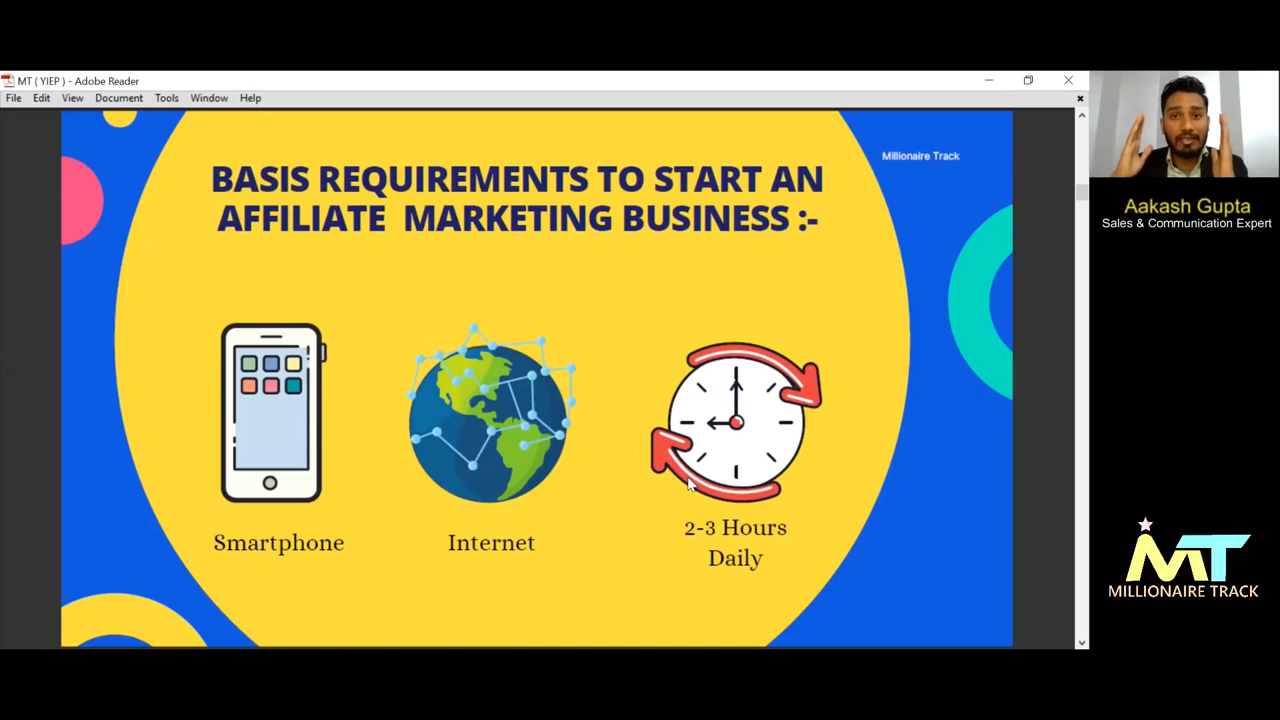 MT ( YIEP ) - Adobe Reader
File Edit View Document Tools Window Help
Millionaire Track
BASIS REQUIREMENTS TO START AN
AFFILIATE MARKETING BUSINESS :-
Smartphone
Internet
2-3 Hours
Daily
Aakash Gupta
Sales & Communication Expert
MT
MILLIONAIRE TRACK